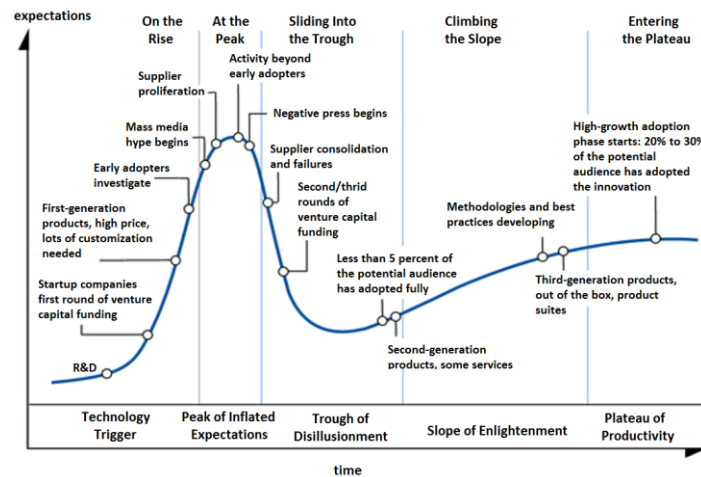 expectations
On the
Rise
At the
Peak
Sliding Into
the Trough
Climbing
the Slope
Entering
the Plateau
Activity beyond
early adopters
Supplier
proliferation
Negative press begins
Mass media
hype begins
Supplier consolidation
and failures
Early adopters
investigate
Second/thrid
rounds of
venture capital
funding
First-generation
products, high price,
lots of customization
needed
Startup companies
first round of venture
capital funding
R&D
Less than 5 percent of
the potential audience
has adopted fully
Second-generation
products, some services
Methodologies and best
practices developing
Third-generation products,
out of the box, product
suites
High-growth adoption
phase starts: 20% to 30%
of the potential
audience has adopted
the innovation
Technology
Trigger
Peak of Inflated
Expectations
Trough of
Disillusionment
Slope of Enlightenment
Plateau of
Productivity
time